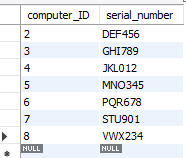 computer_ID serial_number
2 DEF456
3 GHI789
4 JKL012
5 MNO345
6 PQR678
7 STU901
8 VWX234
NULL NULL